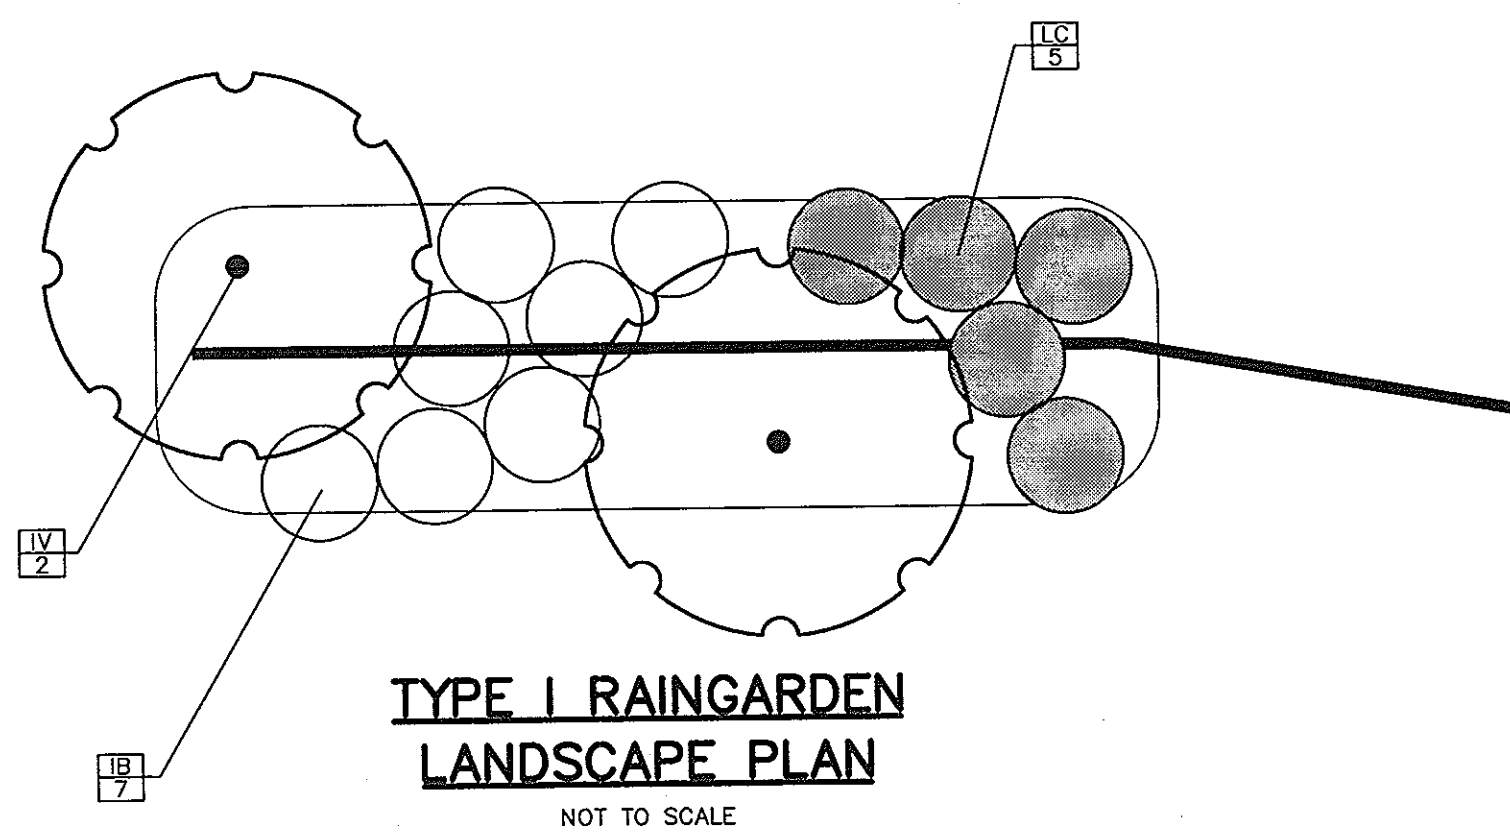 LC
5
IV
2
IB
7
TYPE I RAINGARDEN
LANDSCAPE PLAN
NOT TO SCALE